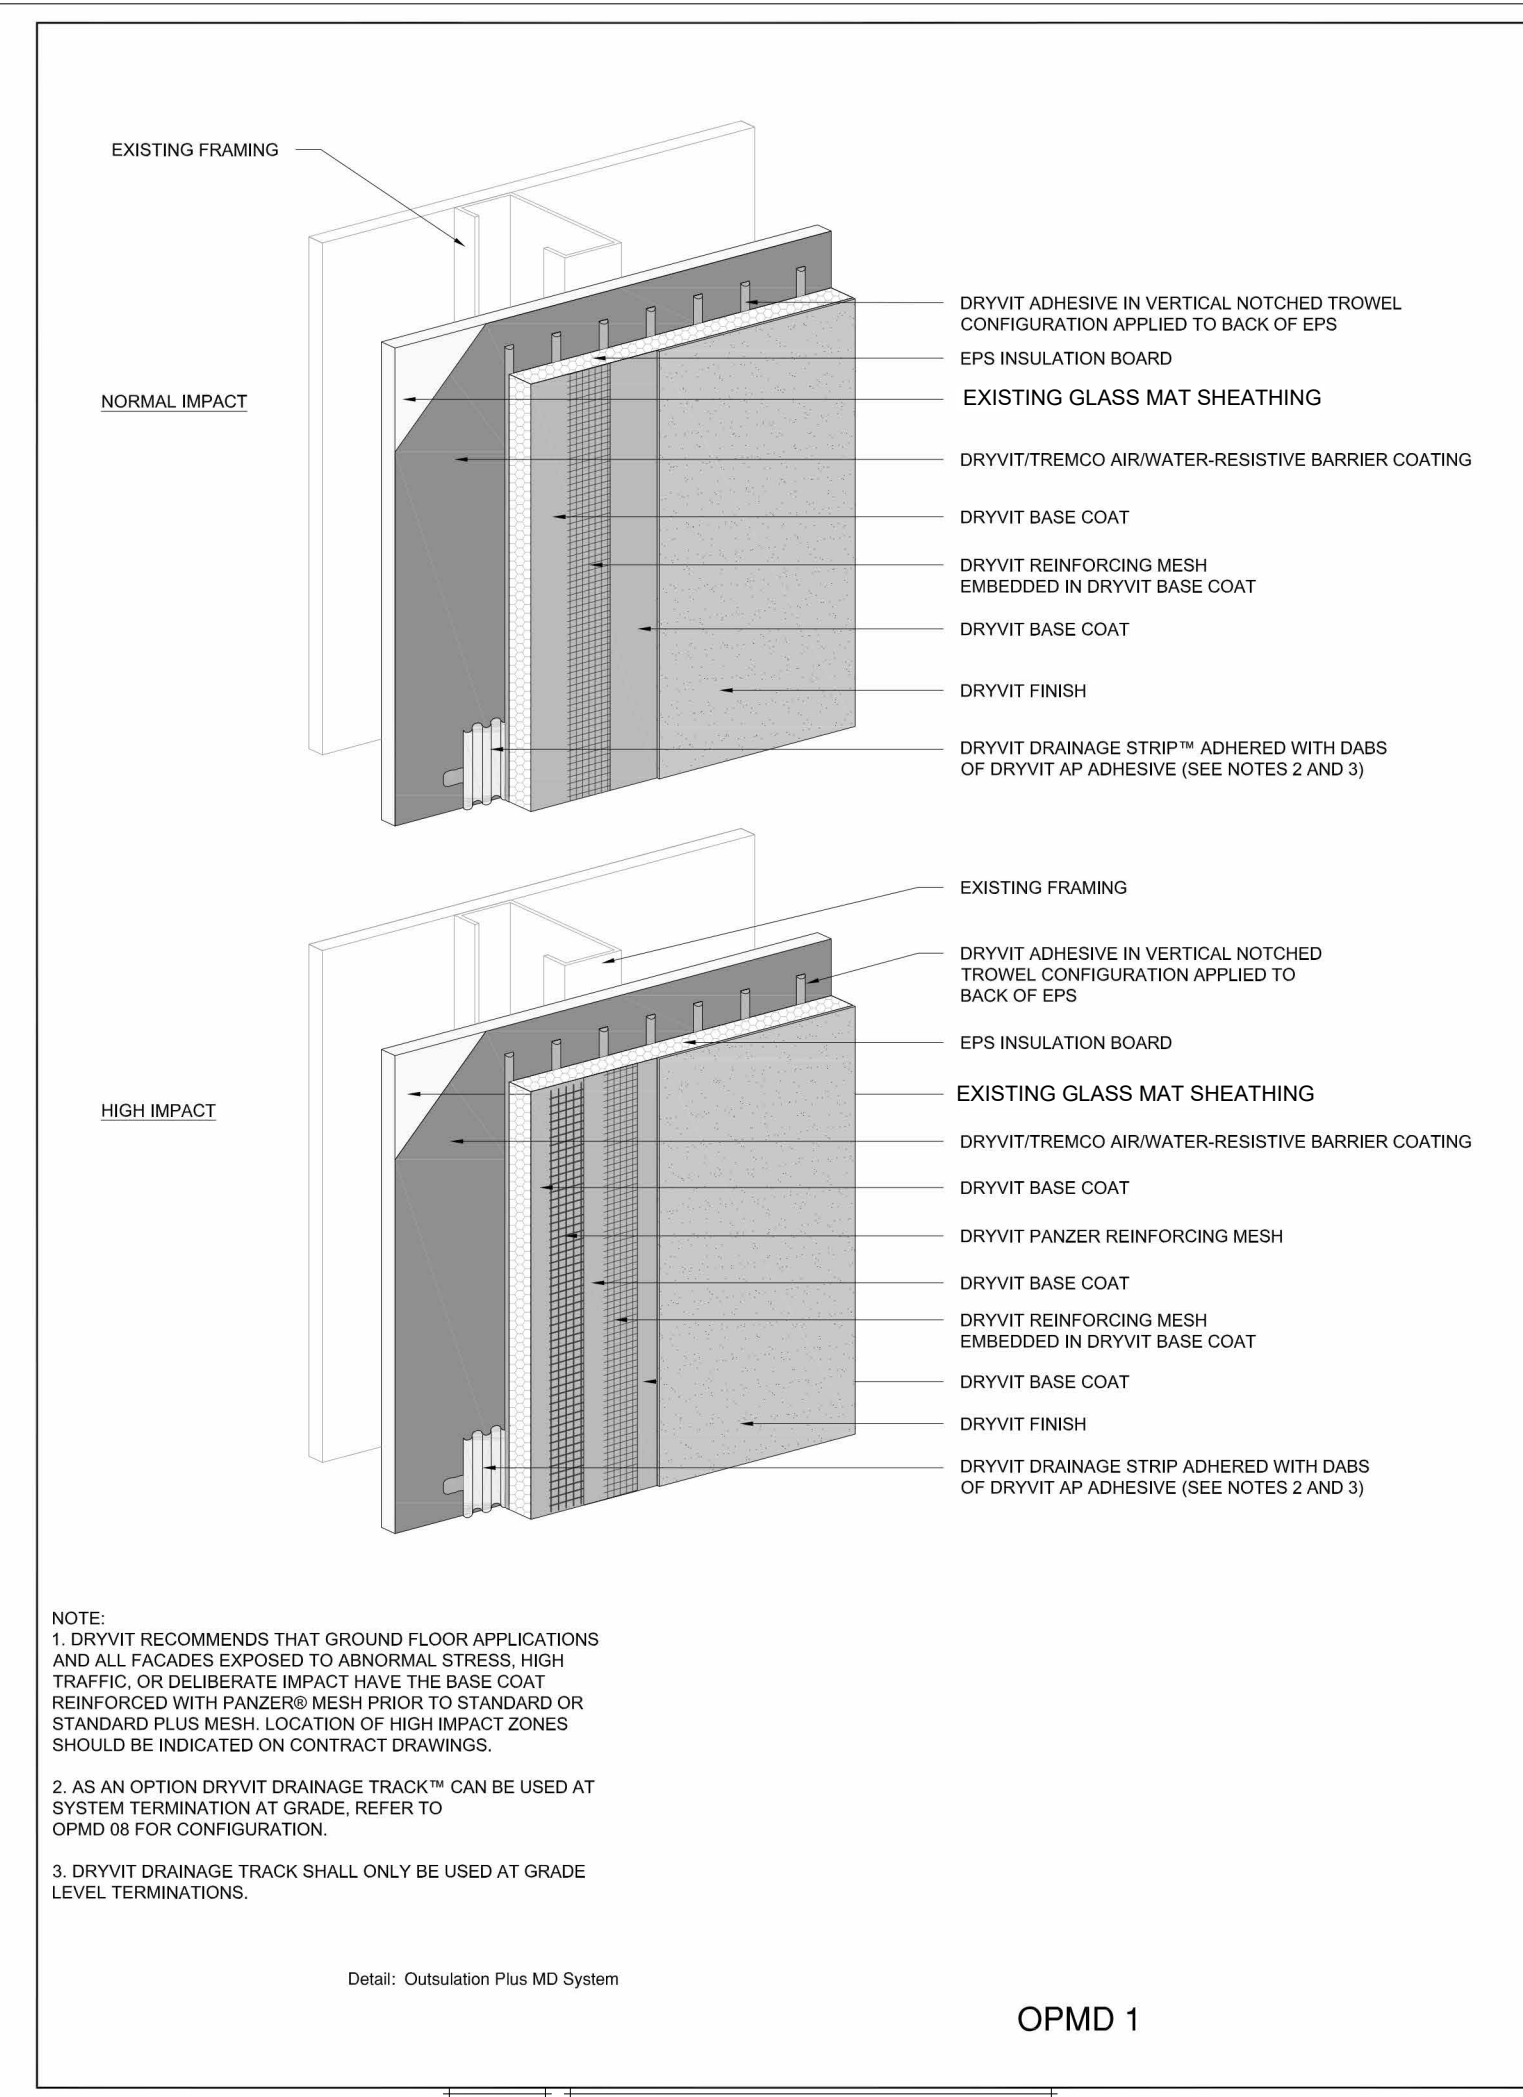 EXISTING FRAMING
DRYVIT ADHESIVE IN VERTICAL NOTCHED TROWEL
CONFIGURATION APPLIED TO BACK OF EPS
EPS INSULATION BOARD
NORMAL IMPACT
EXISTING GLASS MAT SHEATHING
DRYVIT/TREMCO AIR/WATER-RESISTIVE BARRIER COATING
DRYVIT BASE COAT
DRYVIT REINFORCING MESH
EMBEDDED IN DRYVIT BASE COAT
DRYVIT BASE COAT
DRYVIT FINISH
DRYVIT DRAINAGE STRIP™ ADHERED WITH DABS
OF DRYVIT AP ADHESIVE (SEE NOTES 2 AND 3)
EXISTING FRAMING
DRYVIT ADHESIVE IN VERTICAL NOTCHED
TROWEL CONFIGURATION APPLIED TO
BACK OF EPS
EPS INSULATION BOARD
EXISTING GLASS MAT SHEATHING
HIGH IMPACT
DRYVIT/TREMCO AIR/WATER-RESISTIVE BARRIER COATING
DRYVIT BASE COAT
DRYVIT PANZER REINFORCING MESH
DRYVIT BASE COAT
DRYVIT REINFORCING MESH
EMBEDDED IN DRYVIT BASE COAT
DRYVIT BASE COAT
DRYVIT FINISH
DRYVIT DRAINAGE STRIP ADHERED WITH DABS
OF DRYVIT AP ADHESIVE (SEE NOTES 2 AND 3)
NOTE:
1. DRYVIT RECOMMENDS THAT GROUND FLOOR APPLICATIONS
AND ALL FACADES EXPOSED TO ABNORMAL STRESS, HIGH
TRAFFIC, OR DELIBERATE IMPACT HAVE THE BASE COAT
REINFORCED WITH PANZER® MESH PRIOR TO STANDARD OR
STANDARD PLUS MESH. LOCATION OF HIGH IMPACT ZONES
SHOULD BE INDICATED ON CONTRACT DRAWINGS.
2. AS AN OPTION DRYVIT DRAINAGE TRACK™ CAN BE USED AT
SYSTEM TERMINATION AT GRADE, REFER TO
OPMD 08 FOR CONFIGURATION.
3. DRYVIT DRAINAGE TRACK SHALL ONLY BE USED AT GRADE
LEVEL TERMINATIONS.
Detail: Outsulation Plus MD System
OPMD 1